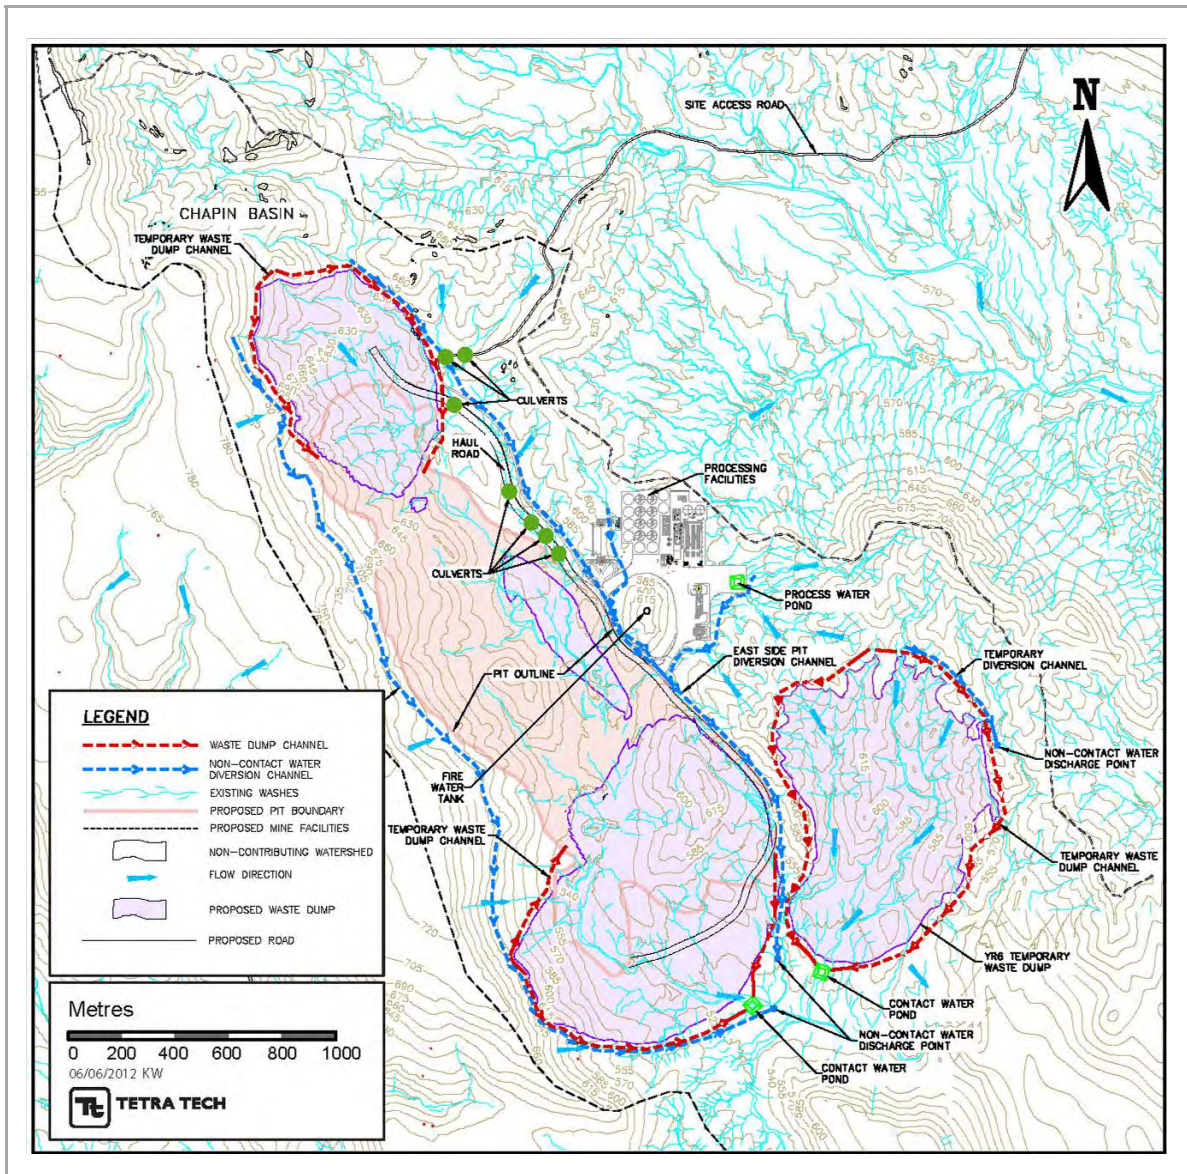 SITE ACCESS ROAD
N
CHAPIN BASIN
TEMPORARY WASTE
DUMP CHANNEL
CULVERTS
HAUL
ROAD
PROCESSING
FACILITIES
CULVERTS
PROCESS WATER
POND
EAST SIDE PIT
DIVERSION CHANNEL
TEMPORARY
DIVERSION CHANNEL
PIT OUTLINE
NON-CONTACT WATER
DISCHARGE POINT
FIRE
WATER
TANK
TEMPORARY WASTE
DUMP CHANNEL
TEMPORARY WASTE
DUMP CHANNEL
YR6 TEMPORARY
WASTE DUMP
CONTACT WATER
POND
NON-CONTACT WATER
DISCHARGE POINT
CONTACT WATER
POND
LEGEND
WASTE DUMP CHANNEL
NON-CONTACT WATER
DIVERSION CHANNEL
EXISTING WASHES
PROPOSED PIT BOUNDARY
PROPOSED MINE FACILITIES
NON-CONTRIBUTING WATERSHED
FLOW DIRECTION
PROPOSED WASTE DUMP
PROPOSED ROAD
Metres
0 200 400 600 800 1000
06/06/2012 KW
Tt TETRA TECH